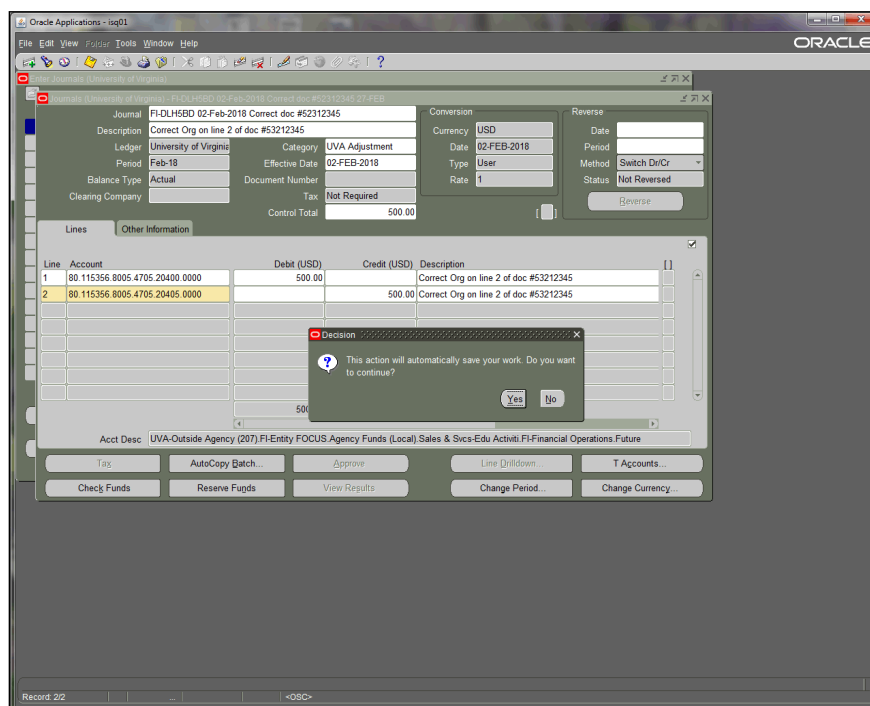 Oracle Applications - isq01
File Edit View Folder Tools Window Help
ORACLE
Enter Journals (University of Virginia)
Journals (University of Virginia) - FI-DLH5BD 02-Feb-2018 Correct doc #52312345 27-FEB
Journal FI-DLH5BD 02-Feb-2018 Correct doc #52312345
Description Correct Org on line 2 of doc #53212345
Ledger University of Virginia Category UVA Adjustment
Period Feb-18 Effective Date 02-FEB-2018
Balance Type Actual Document Number
Clearing Company Tax Not Required
Control Total 500.00
Conversion
Currency USD
Date 02-FEB-2018
Type User
Rate 1
[ ]
Reverse
Date
Period
Method Switch Dr/Cr
Status Not Reversed
Reverse
Lines Other Information
Line Account Debit (USD) Credit (USD) Description [ ]
1 80.115356.8005.4705.20400.0000 500.00 Correct Org on line 2 of doc #53212345
2 80.115356.8005.4705.20405.0000 500.00 Correct Org on line 2 of doc #53212345
Decision
This action will automatically save your work. Do you want
to continue?
Yes No
500
Acct Desc UVA-Outside Agency (207).FI-Entity FOCUS.Agency Funds (Local).Sales & Svcs-Edu Activiti.FI-Financial Operations.Future
Tax AutoCopy Batch... Approve Line Drilldown... T Accounts...
Check Funds Reserve Funds View Results Change Period... Change Currency...
Record: 2/2 ... <OSC>